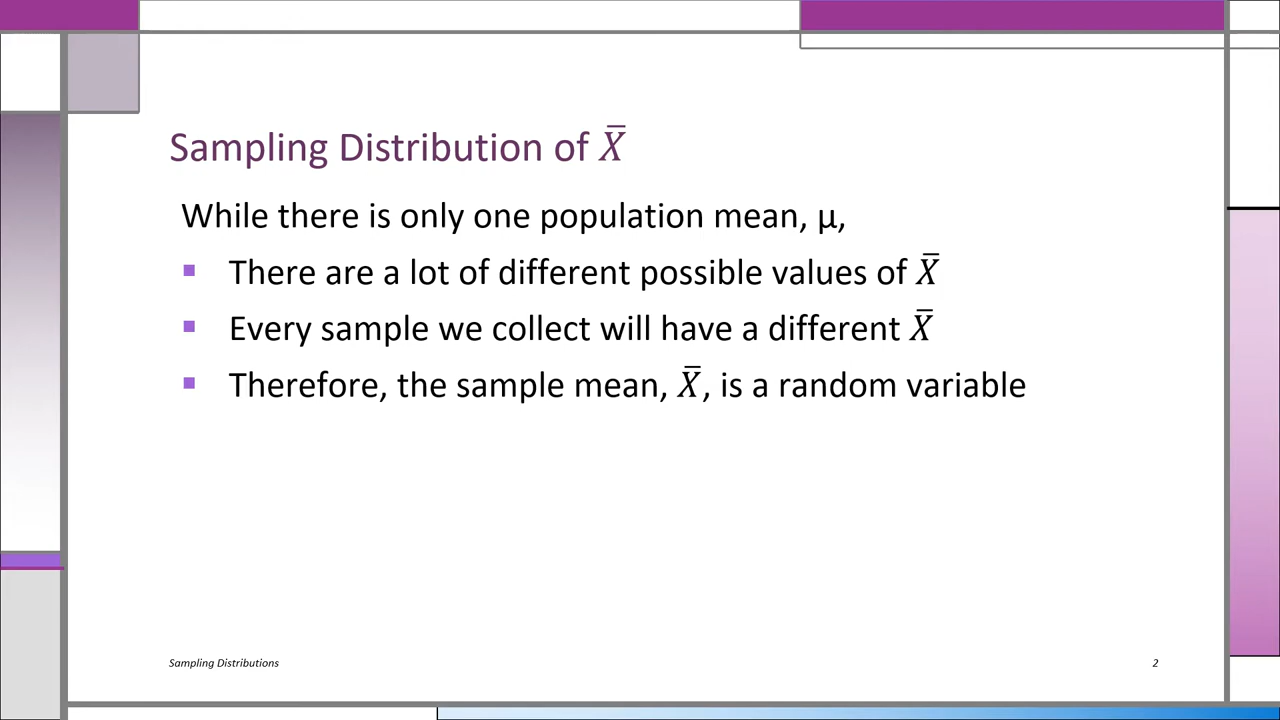 Sampling Distribution of X̄
While there is only one population mean, μ,
▪ There are a lot of different possible values of X̄
▪ Every sample we collect will have a different X̄
▪ Therefore, the sample mean, X̄, is a random variable
Sampling Distributions
2